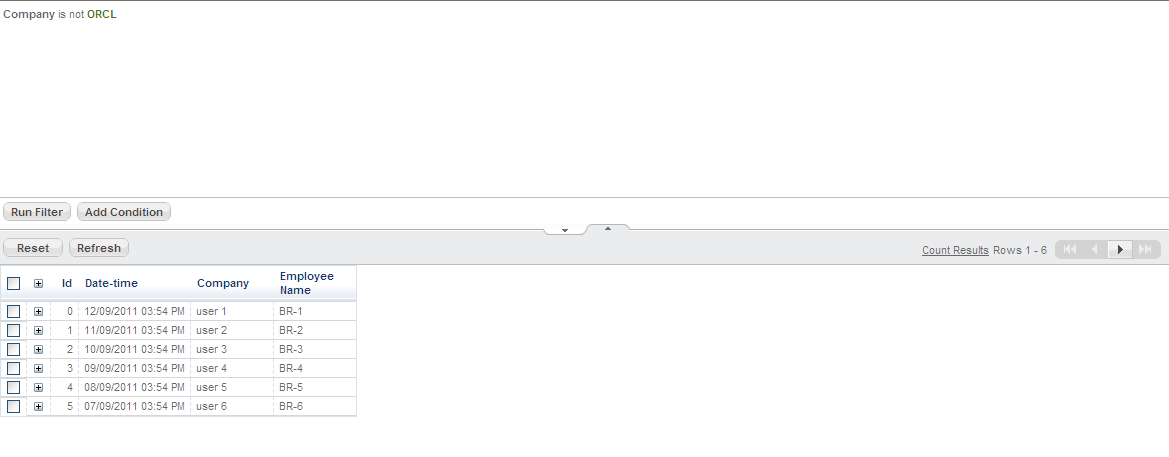 Company is not ORCL
Run Filter Add Condition
Reset Refresh Count Results Rows 1 - 6
Id Date-time Company Employee Name
0 12/09/2011 03:54 PM user 1 BR-1
1 11/09/2011 03:54 PM user 2 BR-2
2 10/09/2011 03:54 PM user 3 BR-3
3 09/09/2011 03:54 PM user 4 BR-4
4 08/09/2011 03:54 PM user 5 BR-5
5 07/09/2011 03:54 PM user 6 BR-6